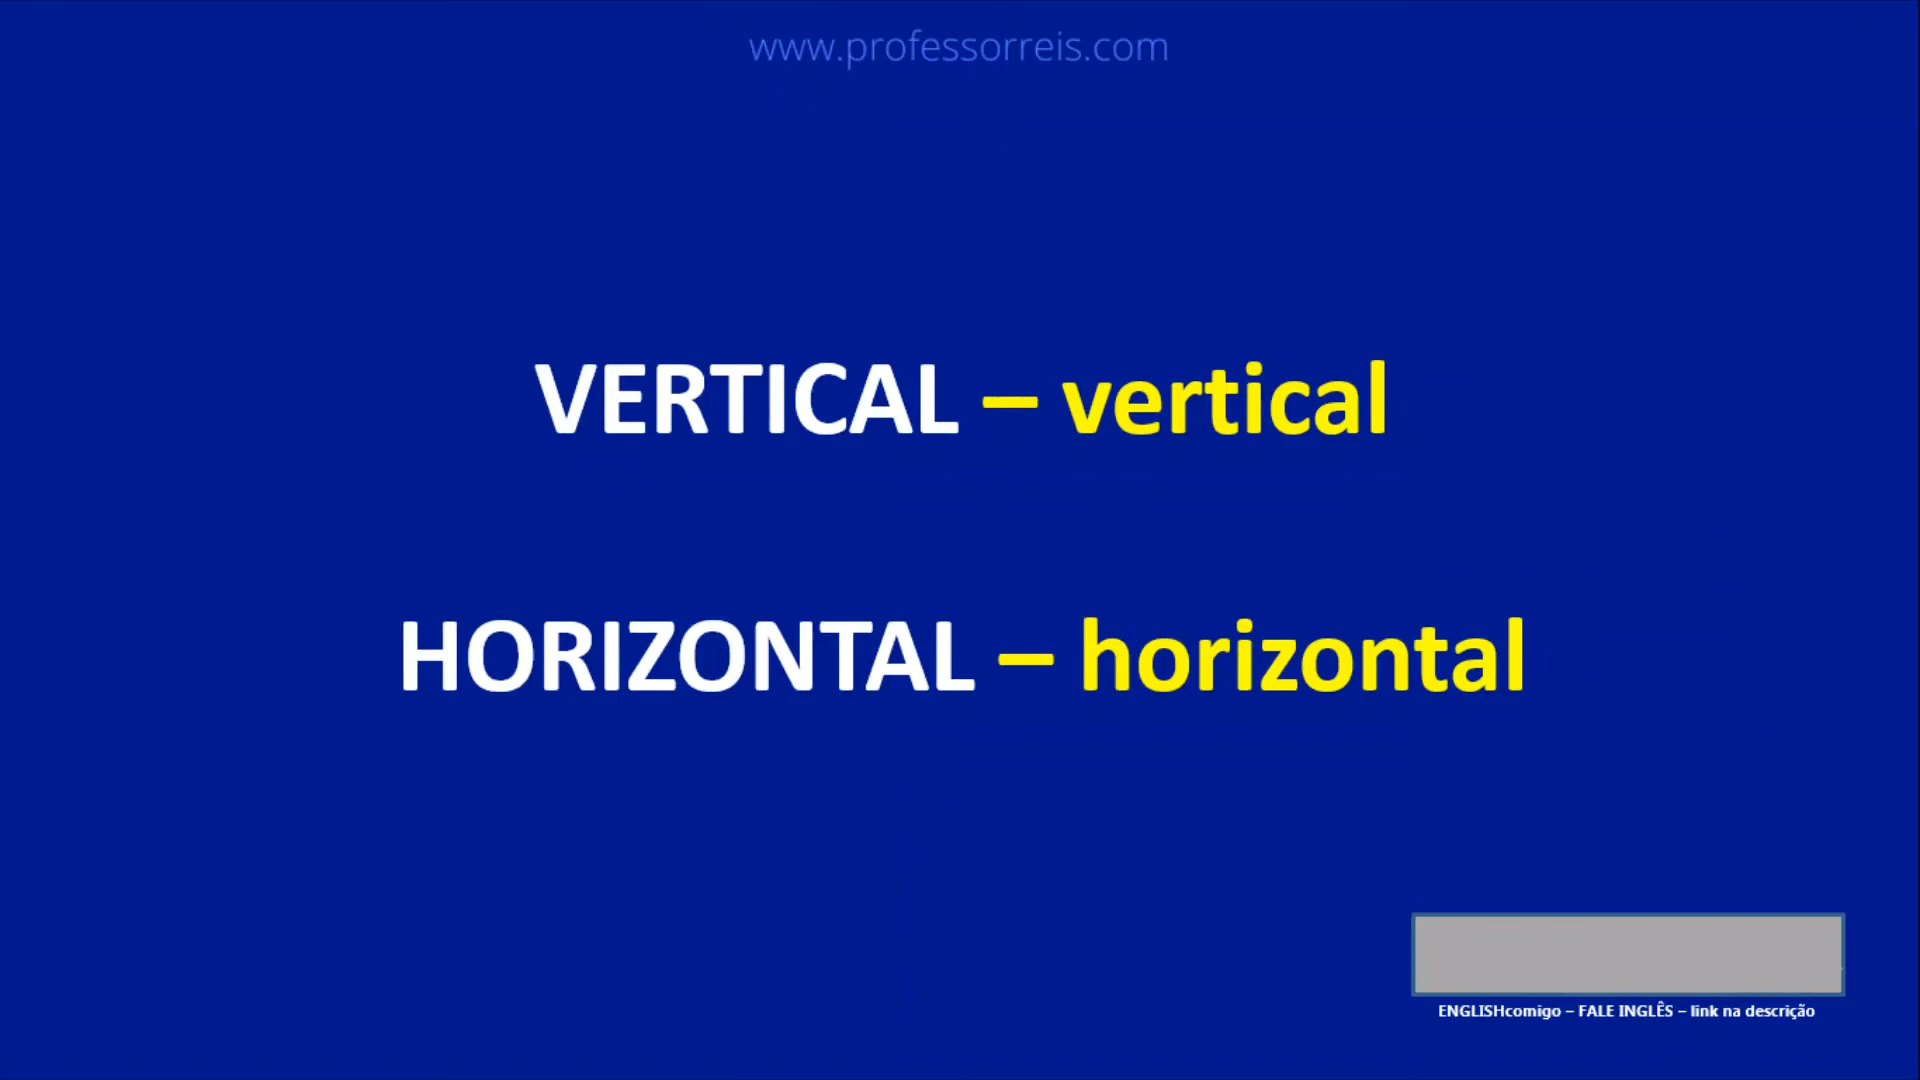 www.professorreis.com
VERTICAL – vertical
HORIZONTAL – horizontal
ENGLISHcomigo – FALE INGLÊS – link na descrição